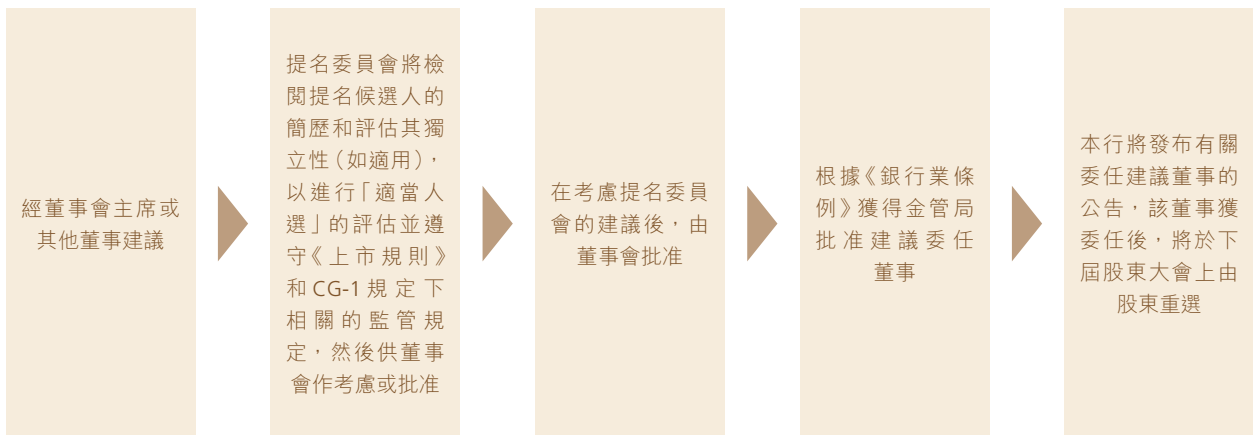 經董事會主席或
其他董事建議
提名委員會將檢
閲提名候選人的
簡歷和評估其獨
立性（如適用），
以進行「適當人
選」的評估並遵
守《上市規則》
和CG-1規定下
相關的監管規
定，然後供董事
會作考慮或批准
在考慮提名委員
會的建議後，由
董事會批准
根據《銀行業條
例》獲得金管局
批准建議委任
董事
本行將發布有關
委任建議董事的
公告，該董事獲
委任後，將於下
屆股東大會上由
股東重選